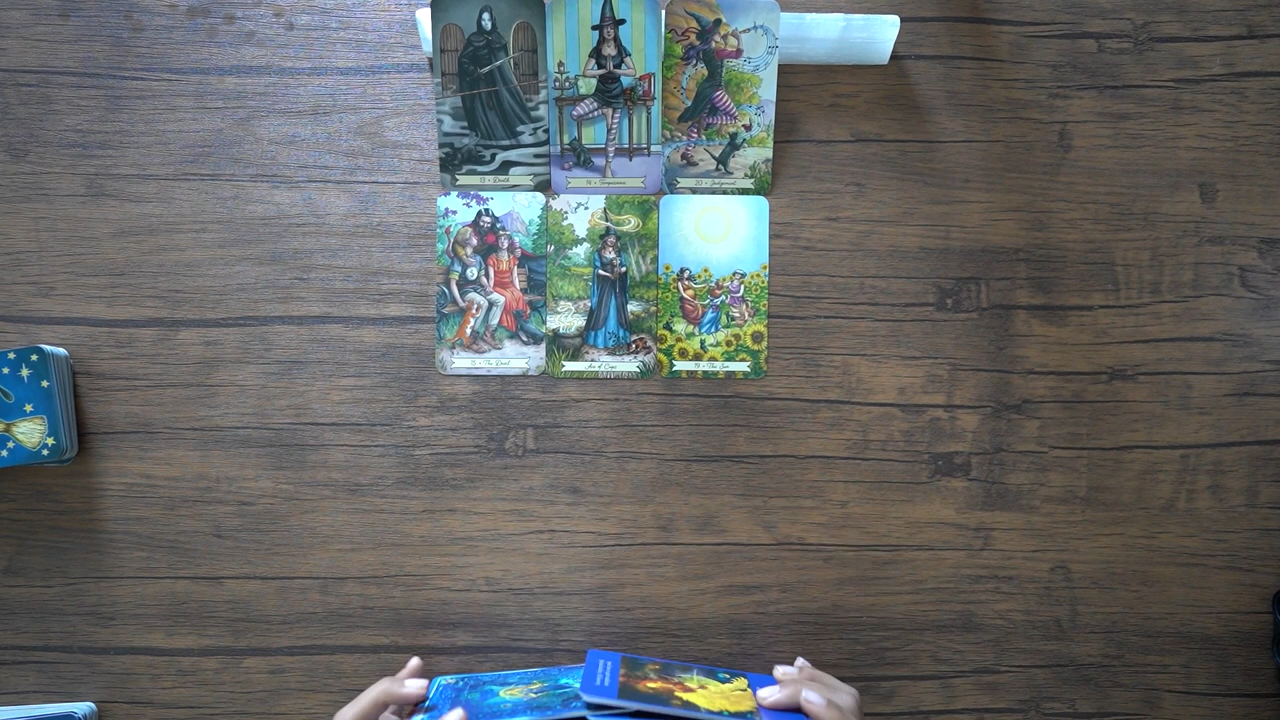 13 • Death
14 • Temperance
20 • Judgement
15 • The Devil
Ace of Cups
19 • The Sun